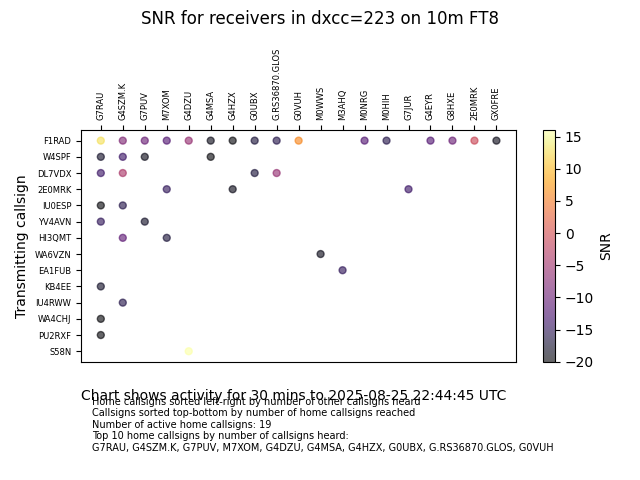 SNR for receivers in dxcc=223 on 10m FT8
G7RAU
G4SZM.K
G7PUV
M7XOM
G4DZU
G4MSA
G4HZX
G0UBX
G.RS36870.GLOS
G0VUH
M0WWS
M3AHQ
M0NRG
M0HIH
G7JUR
G4EYR
G8HXE
2E0MRK
GX0FRE
Transmitting callsign
F1RAD
W4SPF
DL7VDX
2E0MRK
IU0ESP
YV4AVN
HI3QMT
WA6VZN
EA1FUB
KB4EE
IU4RWW
WA4CHJ
PU2RXF
S58N
15
10
5
0
−5
−10
−15
−20
SNR
Chart shows activity for 30 mins to 2025-08-25 22:44:45 UTC
Home callsigns sorted left-right by number of other callsigns heard
Callsigns sorted top-bottom by number of home callsigns reached
Number of active home callsigns: 19
Top 10 home callsigns by number of callsigns heard:
G7RAU, G4SZM.K, G7PUV, M7XOM, G4DZU, G4MSA, G4HZX, G0UBX, G.RS36870.GLOS, G0VUH